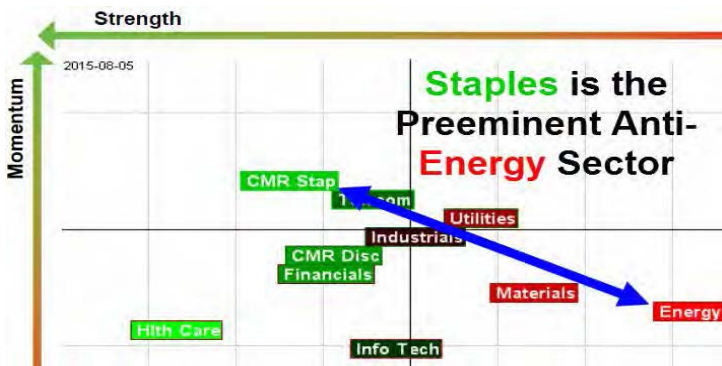 Strength
Momentum
2015-08-05
Staples is the
Preeminent Anti-
Energy Sector
CMR Stap
Utilities
Industrials
CMR Disc
Financials
Materials
Energy
Hlth Care
Info Tech